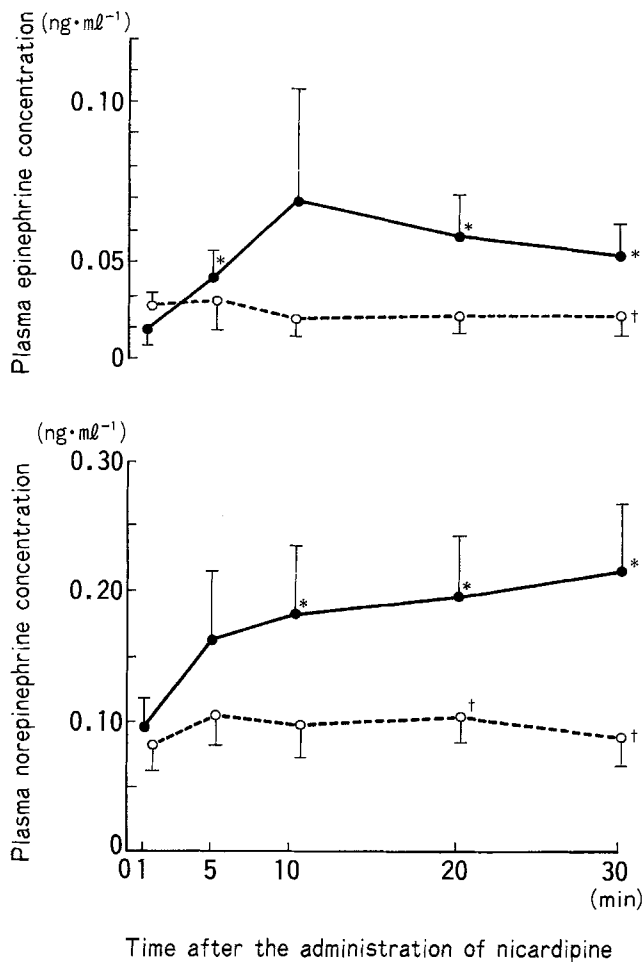 (ng·mℓ⁻¹)
Plasma epinephrine concentration
0.10
0.05
0
*
*
*
†
(ng·mℓ⁻¹)
Plasma norepinephrine concentration
0.30
0.20
0.10
0
*
*
*
†
†
0 1 5 10 20 30
(min)
Time after the administration of nicardipine